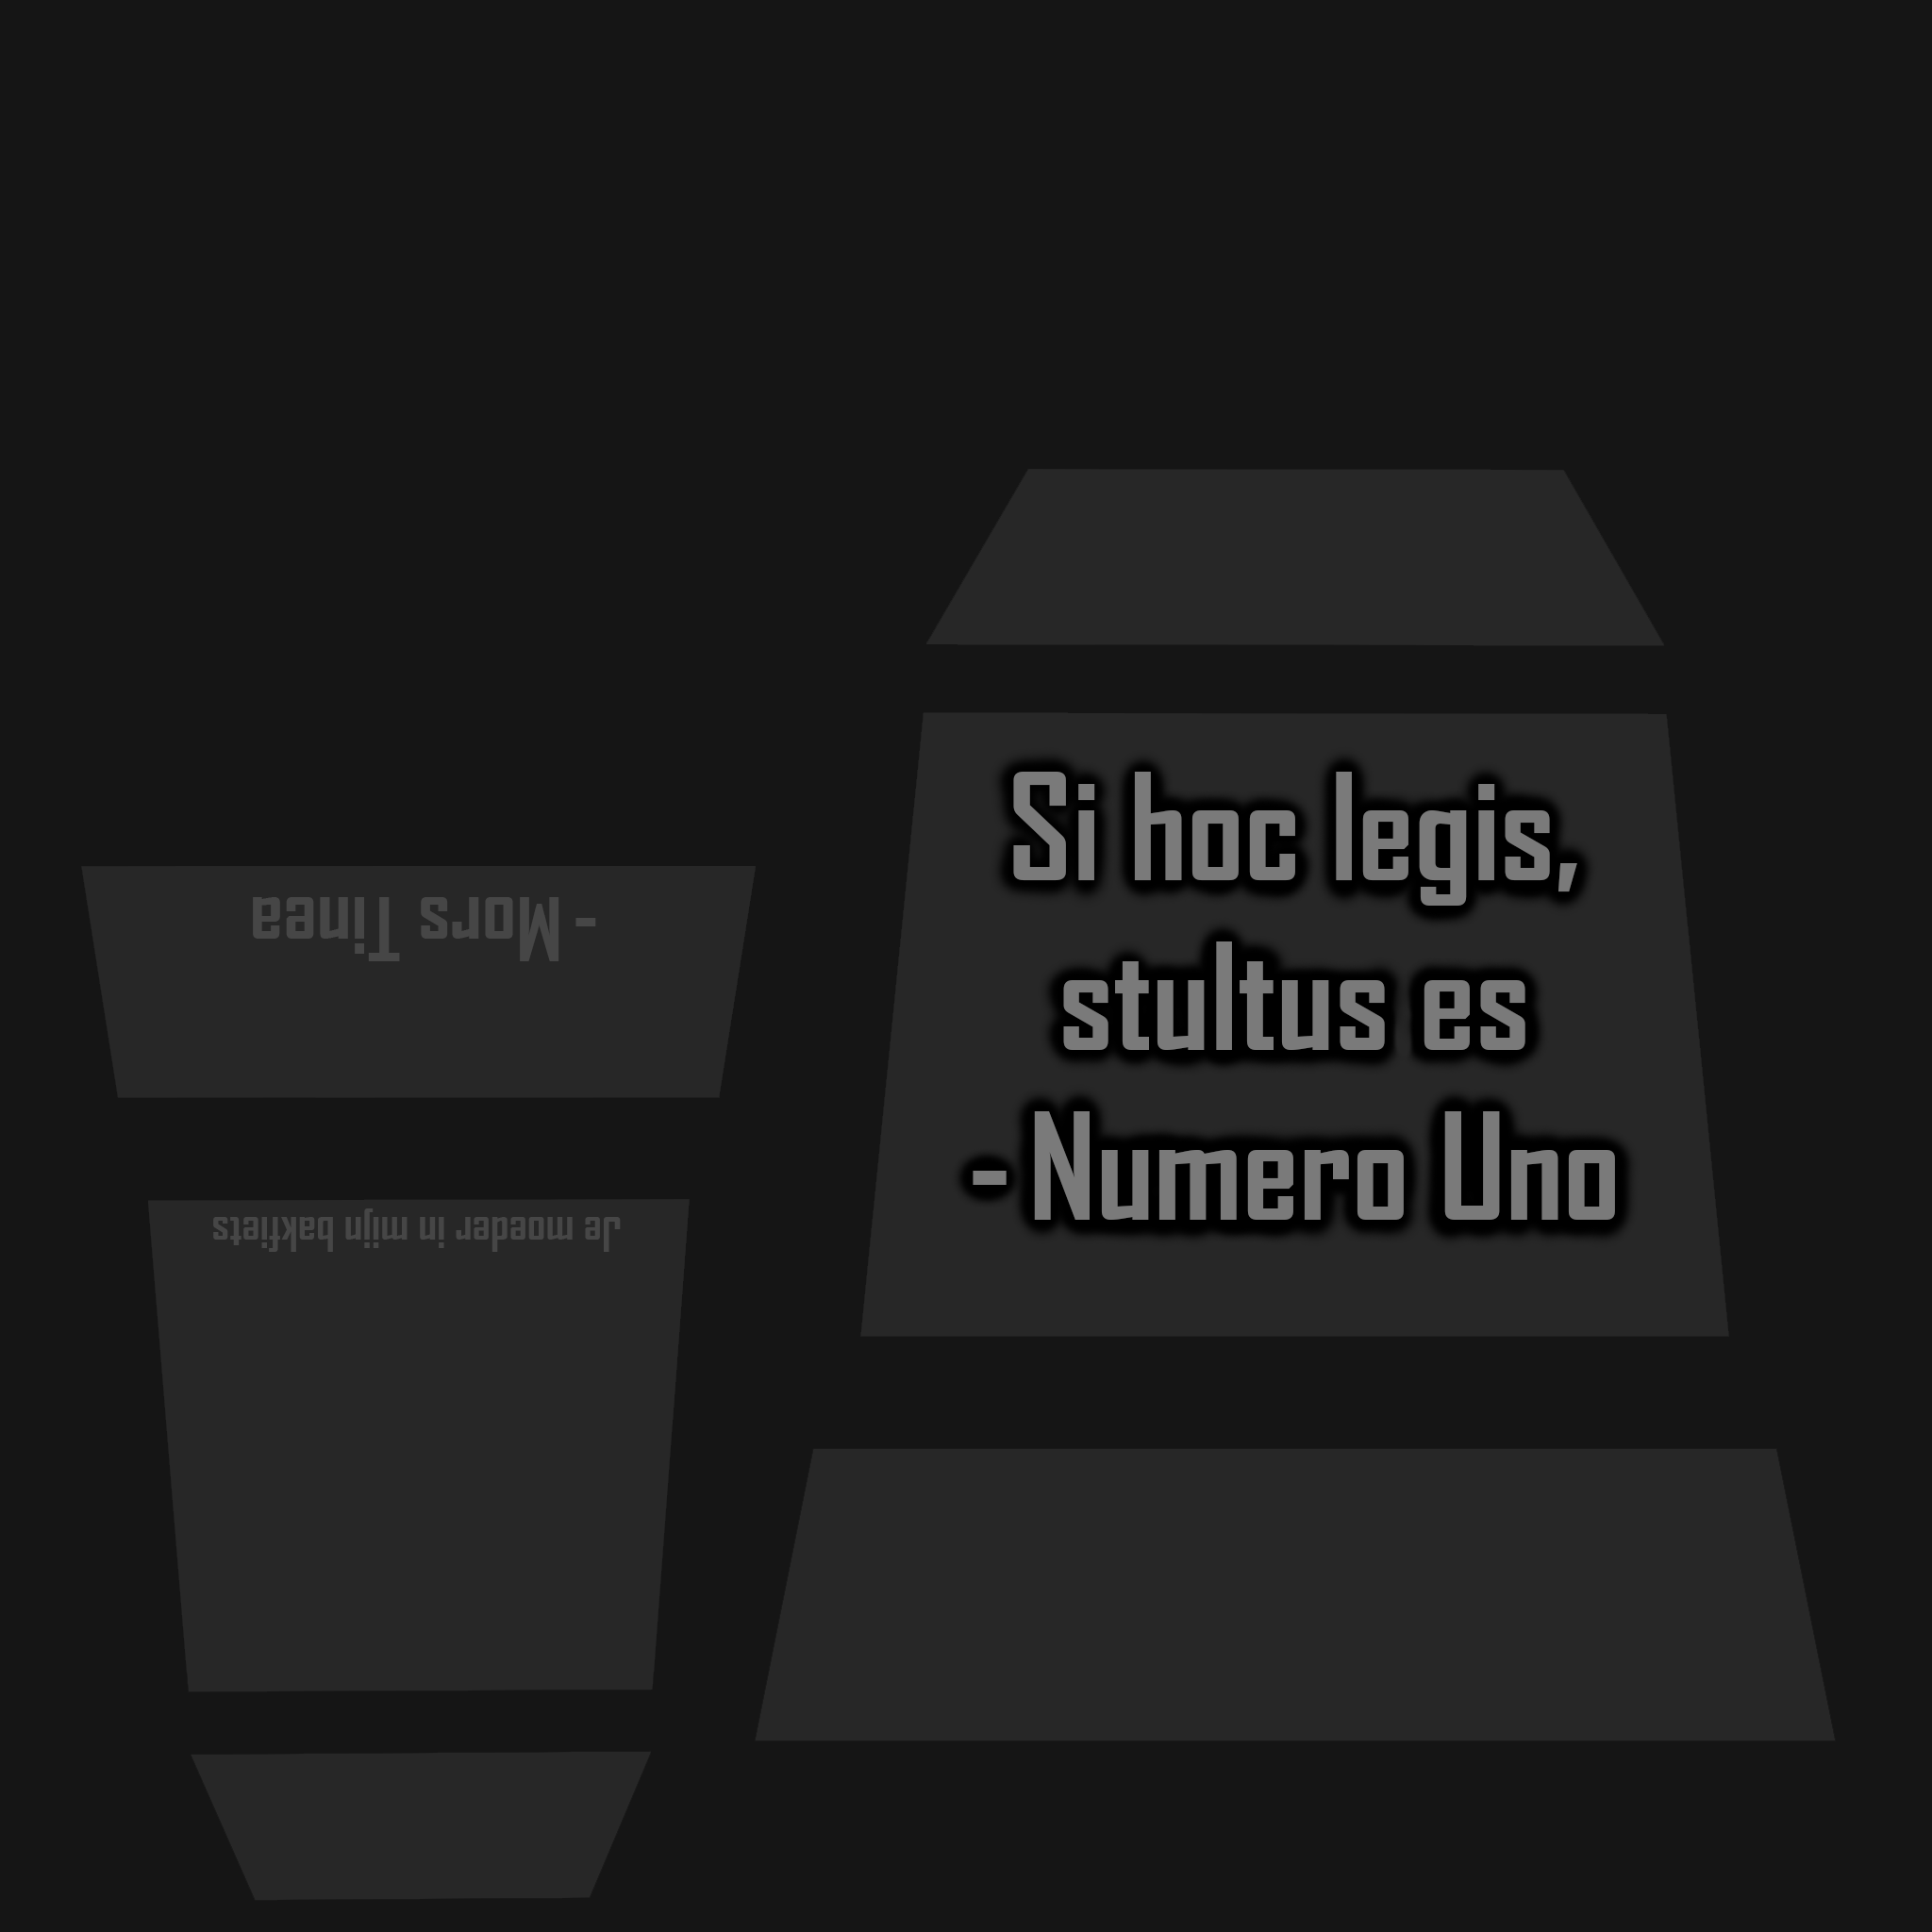 Si hoc legis,
stultus es
- Numero Uno
- Mors Tinea
Je moeder in mijn bakfiets